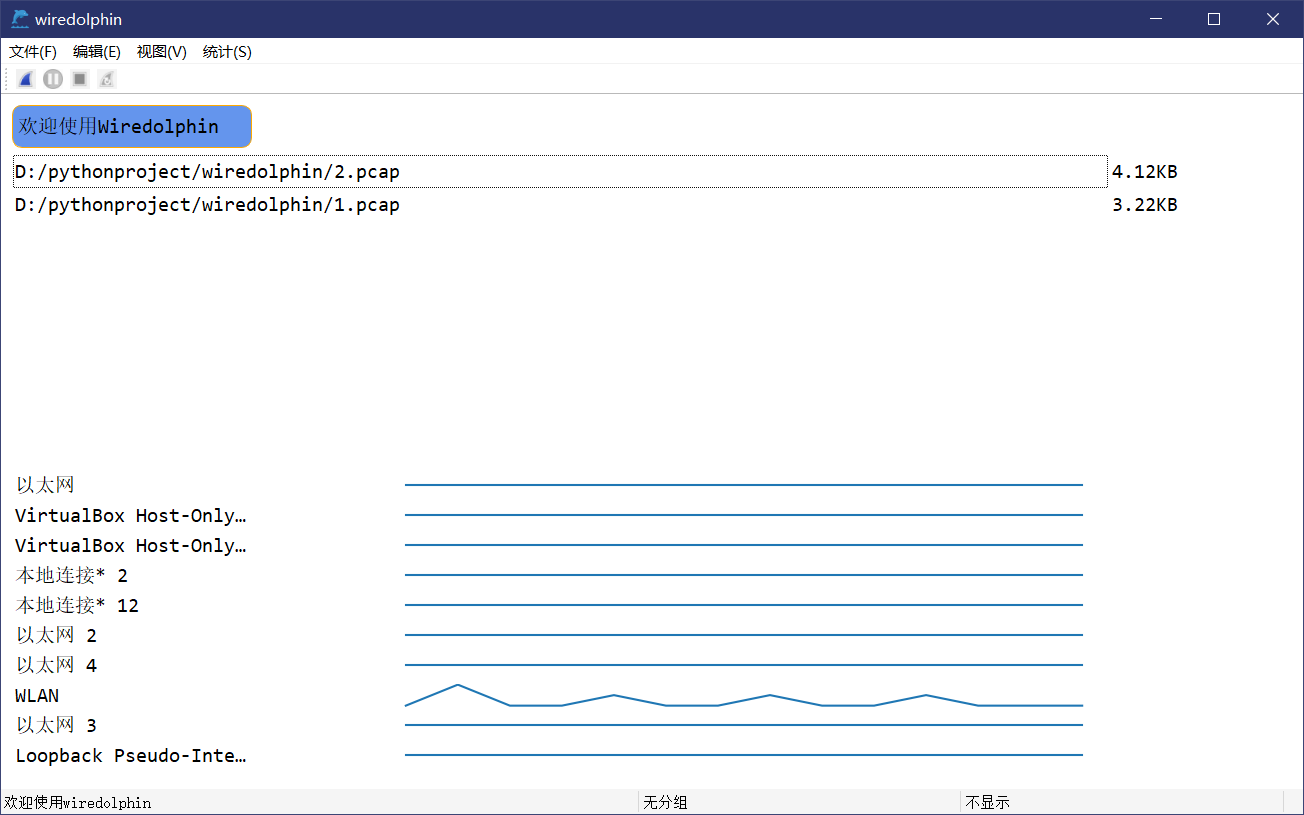 wiredolphin
文件(F) 编辑(E) 视图(V) 统计(S)
欢迎使用Wiredolphin
D:/pythonproject/wiredolphin/2.pcap 4.12KB
D:/pythonproject/wiredolphin/1.pcap 3.22KB
以太网
VirtualBox Host-Only…
VirtualBox Host-Only…
本地连接* 2
本地连接* 12
以太网 2
以太网 4
WLAN
以太网 3
Loopback Pseudo-Inte…
欢迎使用wiredolphin 无分组 不显示